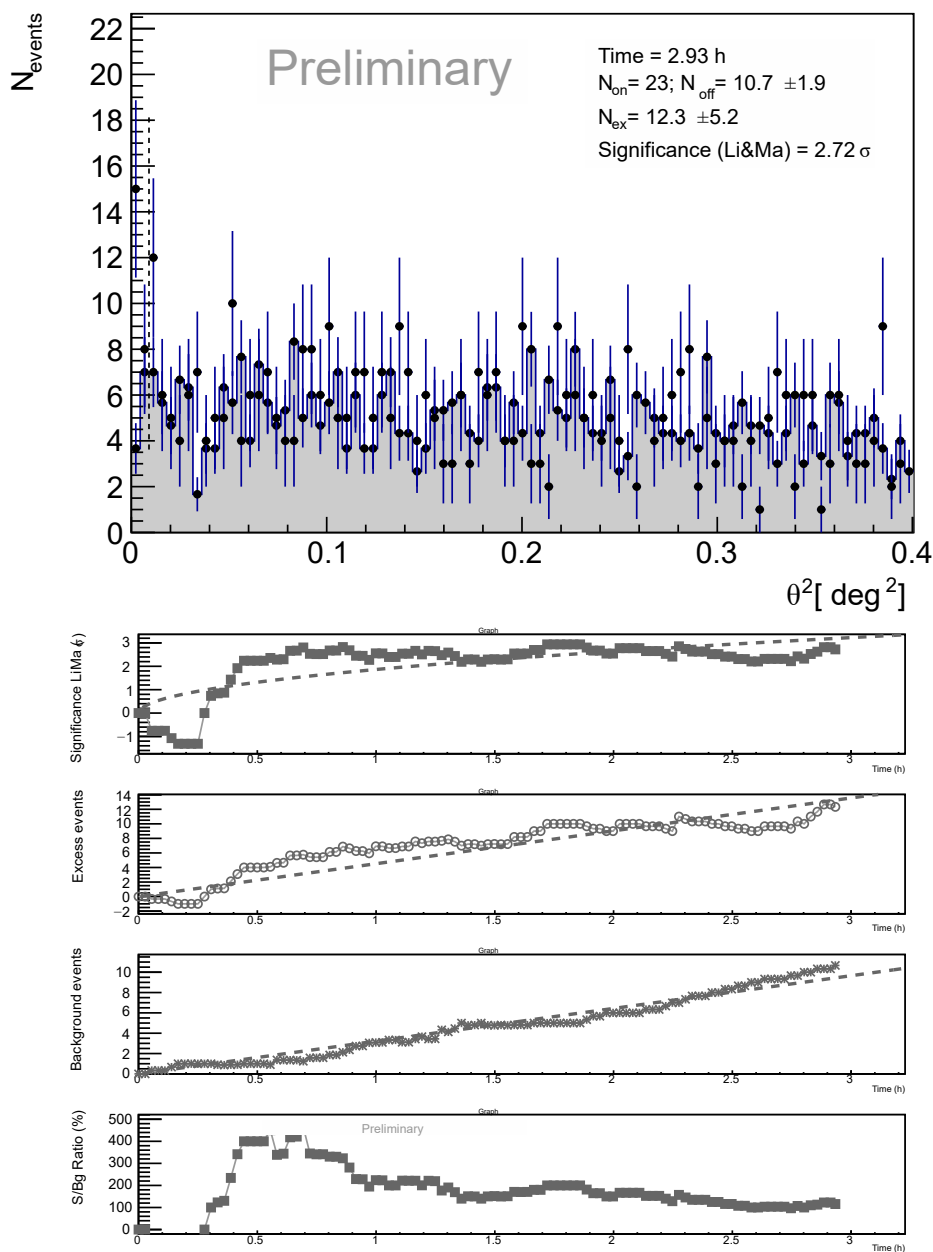 N events
22
20
18
16
14
12
10
8
6
4
2
0
Preliminary
Time = 2.93 h
Non= 23; N off= 10.7 ±1.9
Nex= 12.3 ±5.2
Significance (Li&Ma) = 2.72 σ
0 0.1 0.2 0.3 0.4
θ²[ deg²]
Graph
Significance LiMa
3
2
1
0
−1
0 0.5 1 1.5 2 2.5 3
Time (h)
Graph
Excess events
14
12
10
8
6
4
2
0
−2
0 0.5 1 1.5 2 2.5 3
Time (h)
Graph
Background events
10
8
6
4
2
0
0 0.5 1 1.5 2 2.5 3
Time (h)
Graph
S/Bg Ratio (%)
500
400
300
200
100
0
Preliminary
0 0.5 1 1.5 2 2.5 3
Time (h)